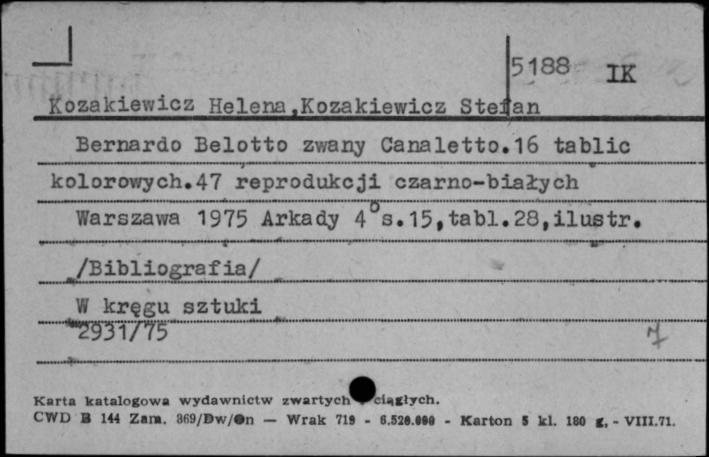 5188 IK
Kozakiewicz Helena,Kozakiewicz Stefan
Bernardo Belotto zwany Canaletto.16 tablic
kolorowych.47 reprodukcji czarno-białych
Warszawa 1975 Arkady 4° s.15,tabl.28,ilustr.
/Bibliografia/
W kręgu sztuki
2931/75
7
Karta katalogowa wydawnictw zwartych ciągłych.
CWD B 144 Zam. 369/Dw/On — Wrak 719 - 6.520.000 - Karton 5 kl. 180 g. - VIII.71.